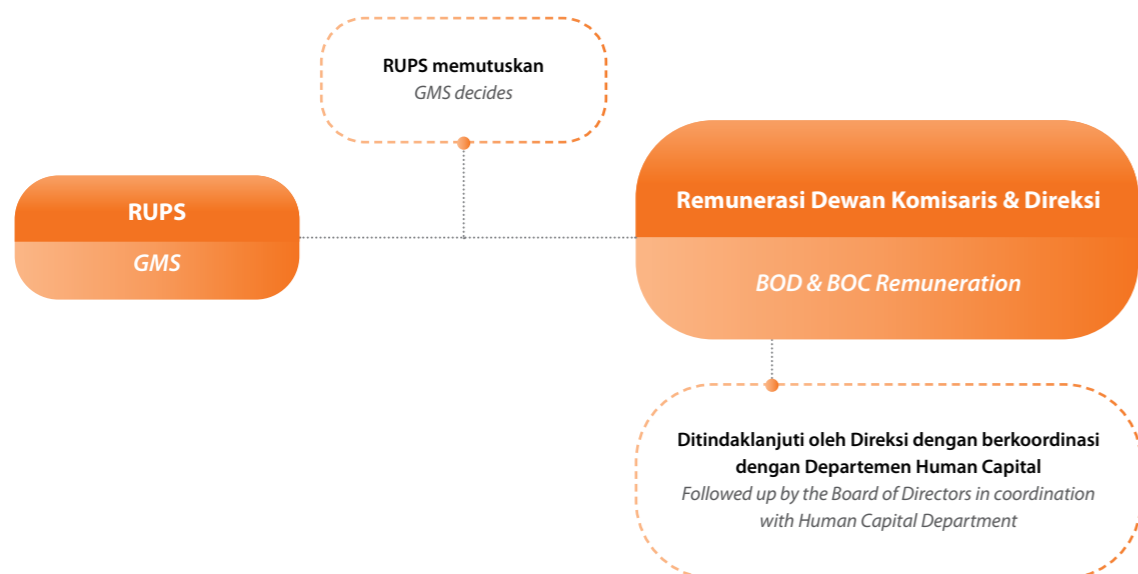 RUPS memutuskan
GMS decides
RUPS
GMS
Remunerasi Dewan Komisaris & Direksi
BOD & BOC Remuneration
Ditindaklanjuti oleh Direksi dengan berkoordinasi
dengan Departemen Human Capital
Followed up by the Board of Directors in coordination
with Human Capital Department